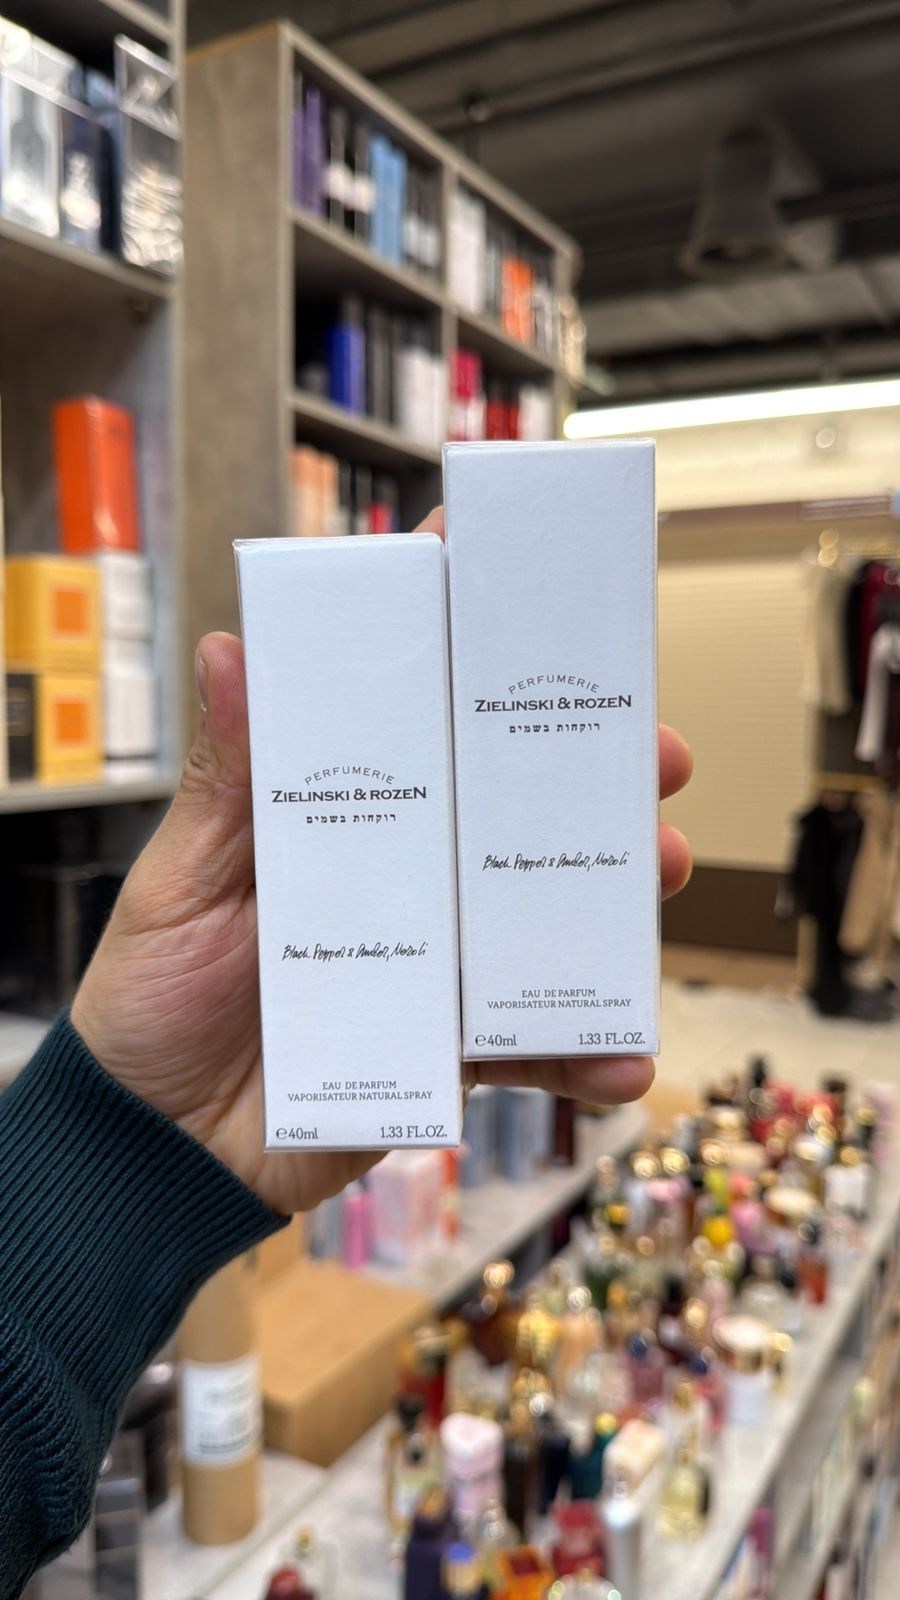 PERFUMERIE
ZIELINSKI & ROZEN
רוקחות בשמים
Black Pepper & Amber, Neroli
EAU DE PARFUM
VAPORISATEUR NATURAL SPRAY
℮40ml 1.33 FL.OZ.
PERFUMERIE
ZIELINSKI & ROZEN
רוקחות בשמים
Black Pepper & Amber, Neroli
EAU DE PARFUM
VAPORISATEUR NATURAL SPRAY
℮40ml 1.33 FL.OZ.